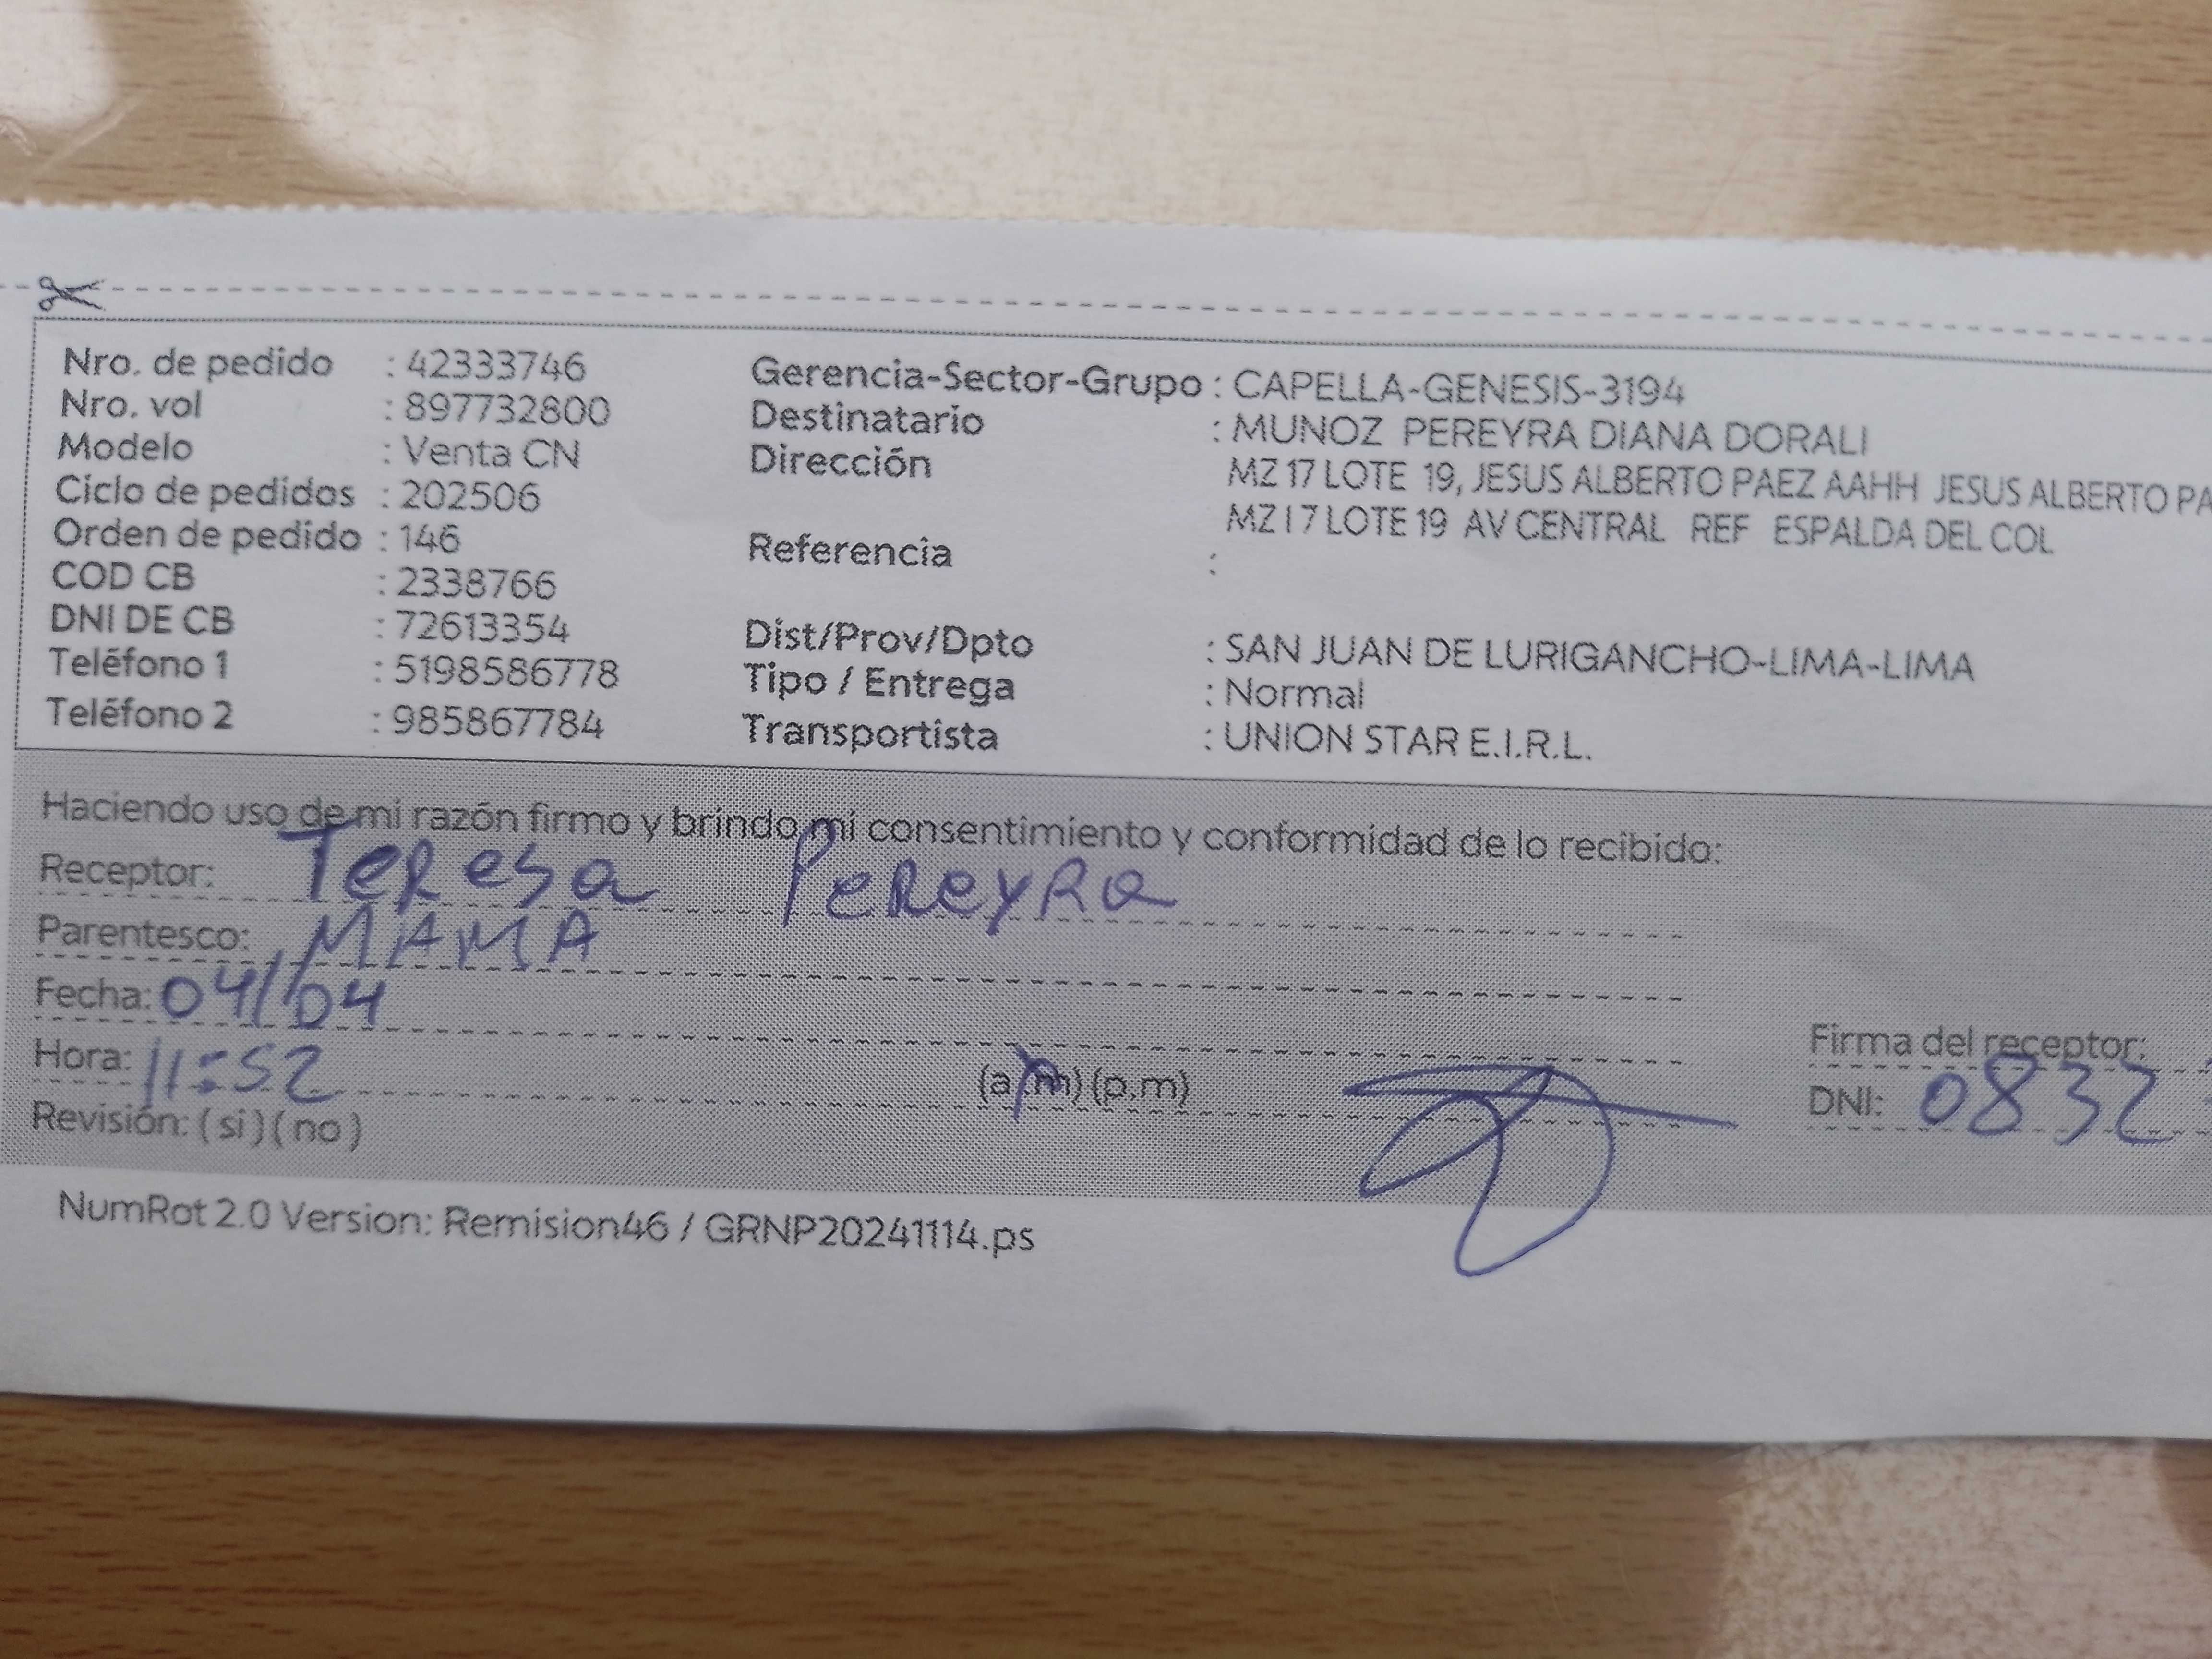 Nro. de pedido : 42333746
Nro. vol : 897732800
Modelo : Venta CN
Ciclo de pedidos : 202506
Orden de pedido : 146
COD CB : 2338766
DNI DE CB : 72613354
Teléfono 1 : 5198586778
Teléfono 2 : 985867784
Gerencia-Sector-Grupo : CAPELLA-GENESIS-3194
Destinatario : MUNOZ PEREYRA DIANA DORALI
Dirección MZ 17 LOTE 19, JESUS ALBERTO PAEZ AAHH JESUS ALBERTO PA
MZ I 7 LOTE 19 AV CENTRAL REF ESPALDA DEL COL
Referencia :
Dist/Prov/Dpto : SAN JUAN DE LURIGANCHO-LIMA-LIMA
Tipo / Entrega : Normal
Transportista : UNION STAR E.I.R.L.
Haciendo uso de mi razón firmo y brindo mi consentimiento y conformidad de lo recibido:
Receptor: Teresa Pereyra
Parentesco: MAMA
Fecha: 04/04
Hora: 11:52 (a.m) (p.m)
Revisión: ( si ) ( no )
Firma del receptor:
DNI: 0832
NumRot 2.0 Version: Remision46 / GRNP20241114.ps